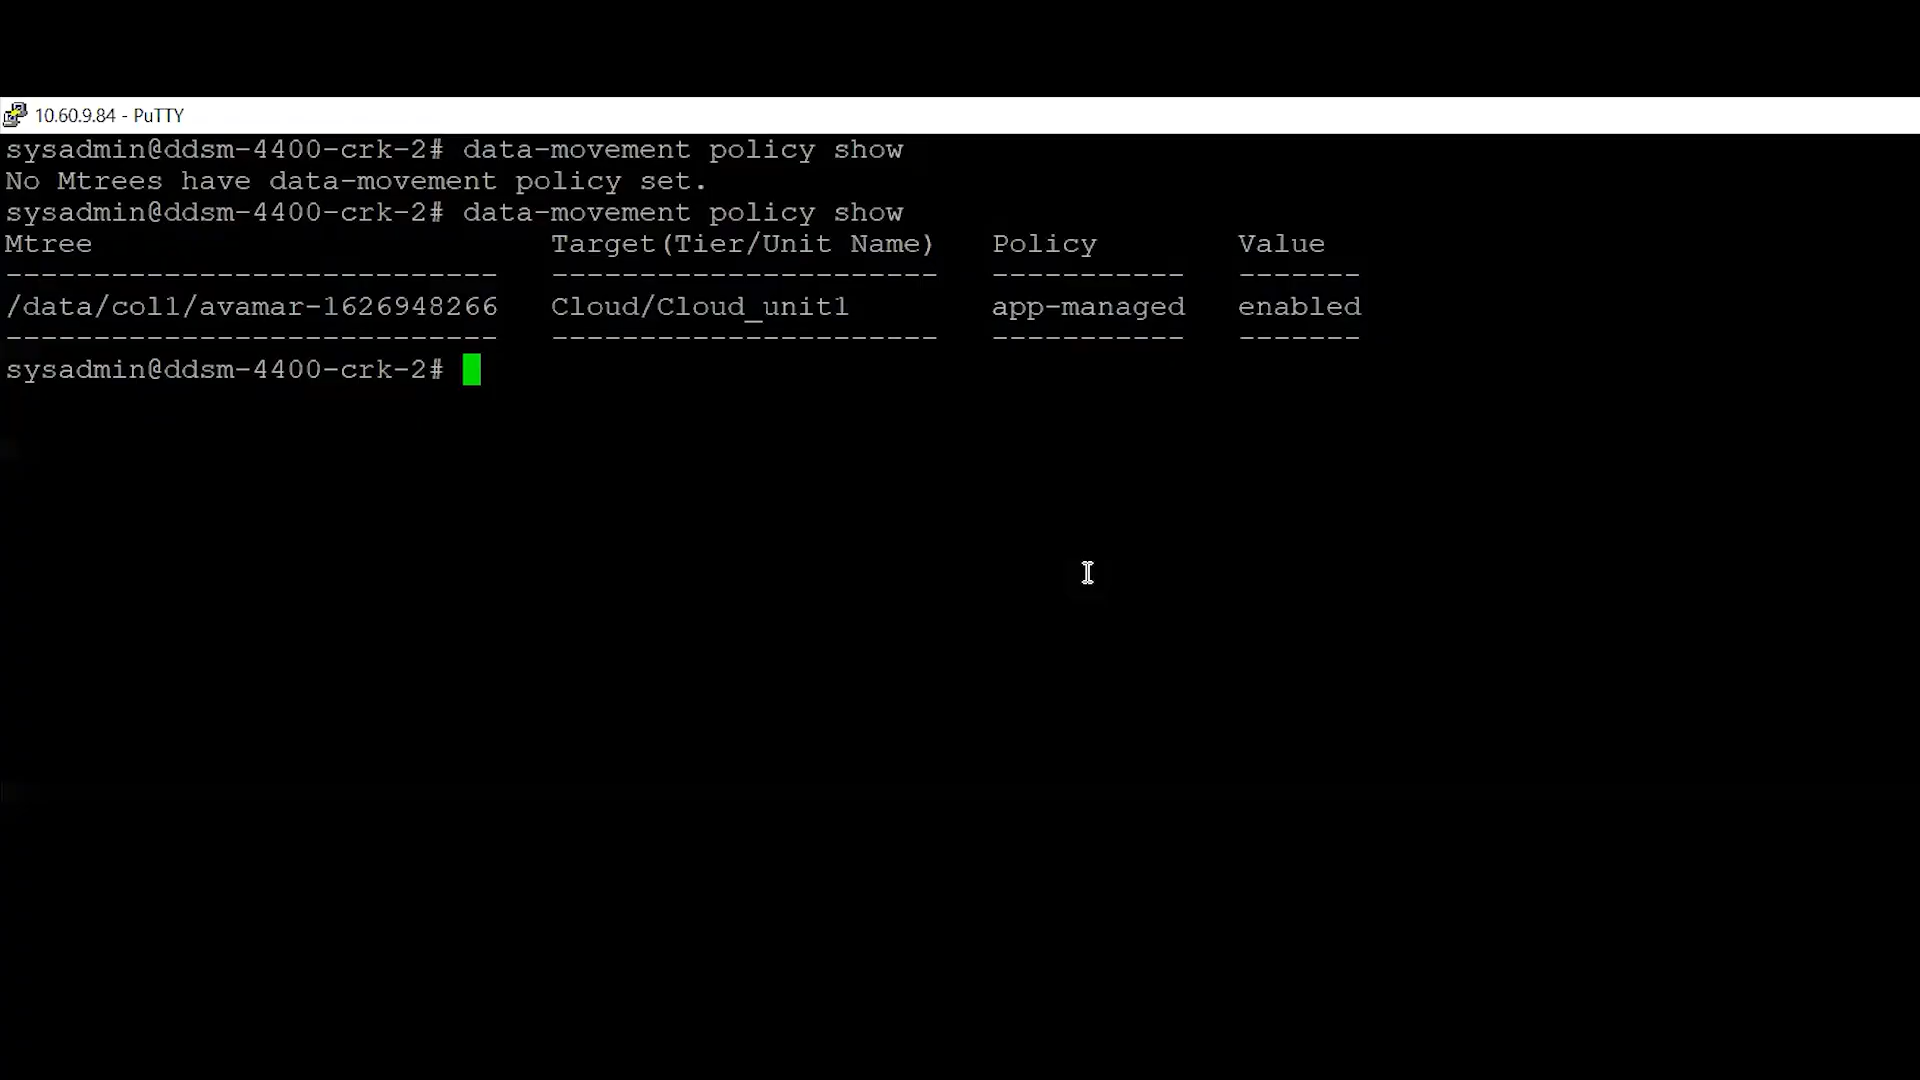 10.60.9.84 - PuTTY
sysadmin@ddsm-4400-crk-2# data-movement policy show
No Mtrees have data-movement policy set.
sysadmin@ddsm-4400-crk-2# data-movement policy show
Mtree                          Target(Tier/Unit Name)   Policy        Value
----------------------------   ----------------------   -----------   -------
/data/col1/avamar-1626948266   Cloud/Cloud_unit1        app-managed   enabled
----------------------------   ----------------------   -----------   -------
sysadmin@ddsm-4400-crk-2#